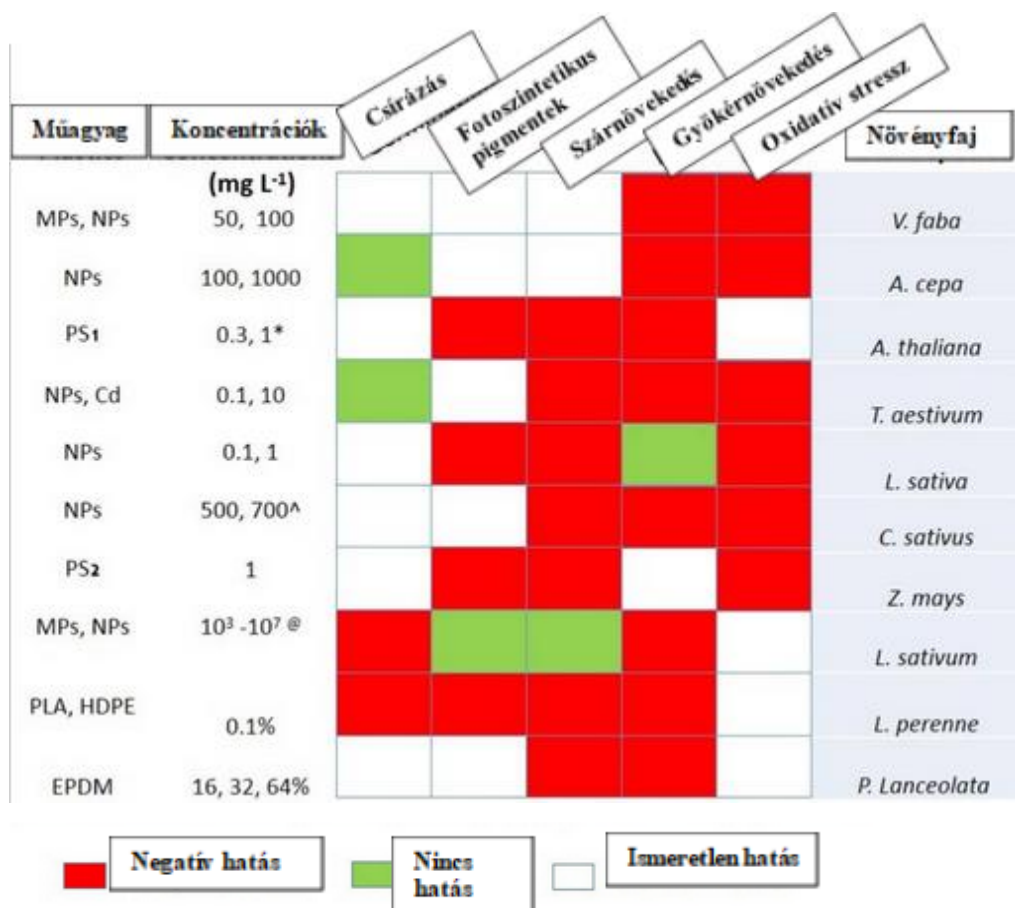 Csírázás
Fotoszintetikus
pigmentek
Szárnövekedés
Gyökérnövekedés
Oxidatív stressz
Műagyag
Koncentrációk
Növényfaj
(mg L⁻¹)
MPs, NPs 50, 100 V. faba
NPs 100, 1000 A. cepa
PS1 0.3, 1* A. thaliana
NPs, Cd 0.1, 10 T. aestivum
NPs 0.1, 1 L. sativa
NPs 500, 700^ C. sativus
PS2 1 Z. mays
MPs, NPs 10³ -10⁷ @ L. sativum
PLA, HDPE 0.1% L. perenne
EPDM 16, 32, 64% P. Lanceolata
Negatív hatás
Nincs
hatás
Ismeretlen hatás